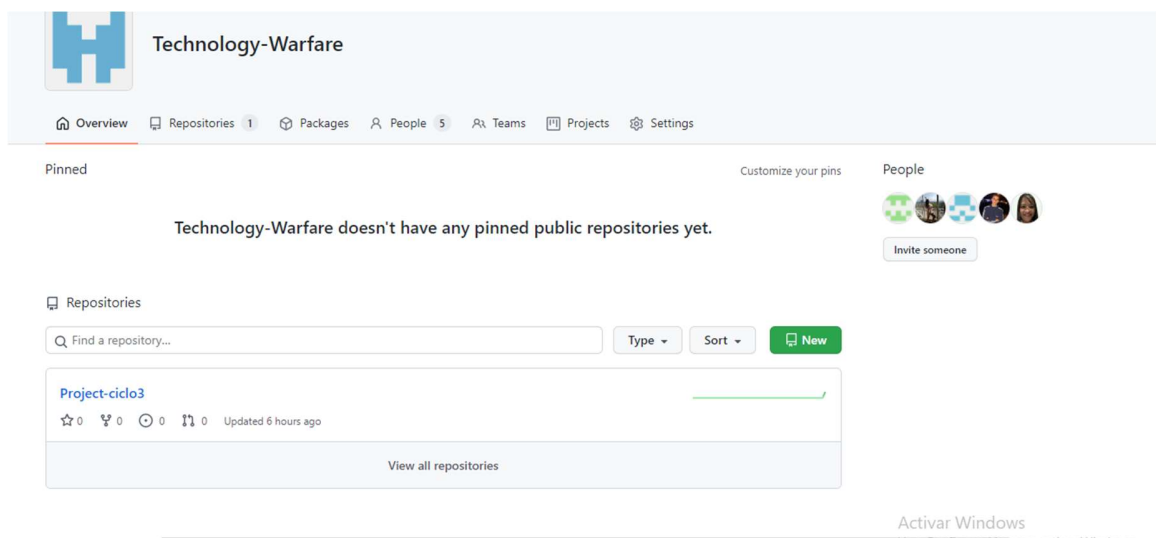 Technology-Warfare
Overview
Repositories 1
Packages
People 5
Teams
Projects
Settings
Pinned
Customize your pins
Technology-Warfare doesn't have any pinned public repositories yet.
People
Invite someone
Repositories
Find a repository...
Type
Sort
New
Project-ciclo3
0 0 0 0 Updated 6 hours ago
View all repositories
Activar Windows